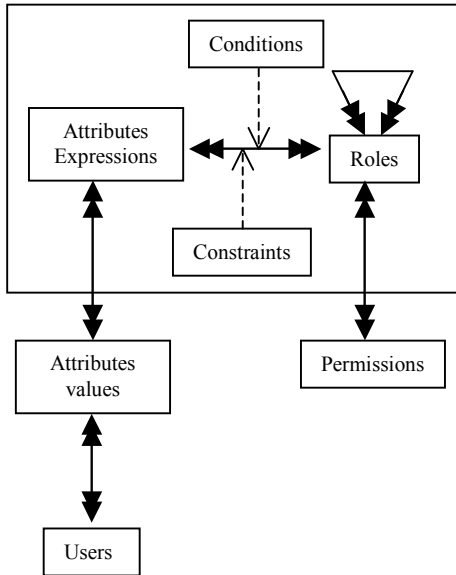 Conditions
Attributes
Expressions
Roles
Constraints
Attributes
values
Permissions
Users